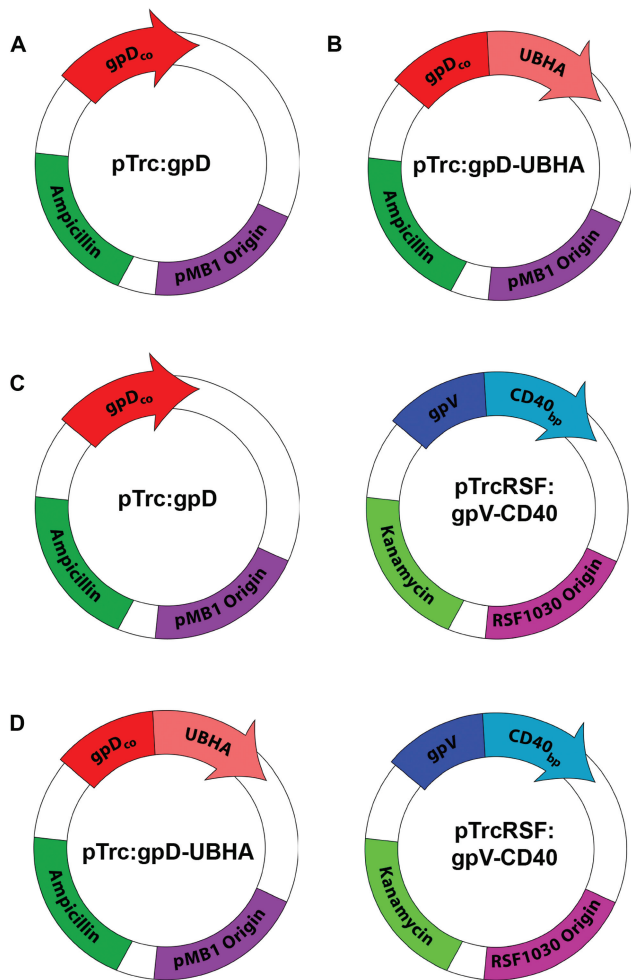 A
gpDco
pTrc:gpD
Ampicillin
pMB1 Origin
B
gpDco
UBHA
pTrc:gpD-UBHA
Ampicillin
pMB1 Origin
C
gpDco
pTrc:gpD
Ampicillin
pMB1 Origin
gpV
CD40bp
pTrcRSF:
gpV-CD40
Kanamycin
RSF1030 Origin
D
gpDco
UBHA
pTrc:gpD-UBHA
Ampicillin
pMB1 Origin
gpV
CD40bp
pTrcRSF:
gpV-CD40
Kanamycin
RSF1030 Origin